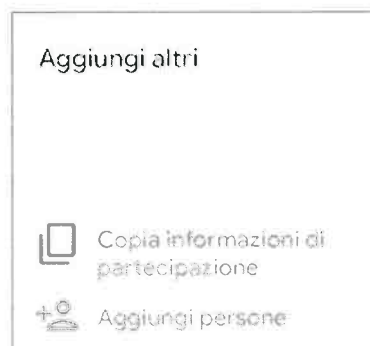 Aggiungi altri
Copia informazioni di
partecipazione
Aggiungi persone